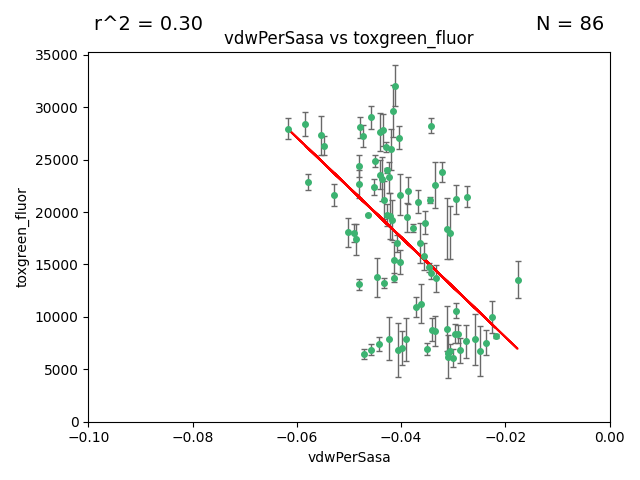 r^2 = 0.30
N = 86
vdwPerSasa vs toxgreen_fluor
35000
30000
25000
20000
15000
10000
5000
0
toxgreen_fluor
−0.10
−0.08
−0.06
−0.04
−0.02
0.00
vdwPerSasa